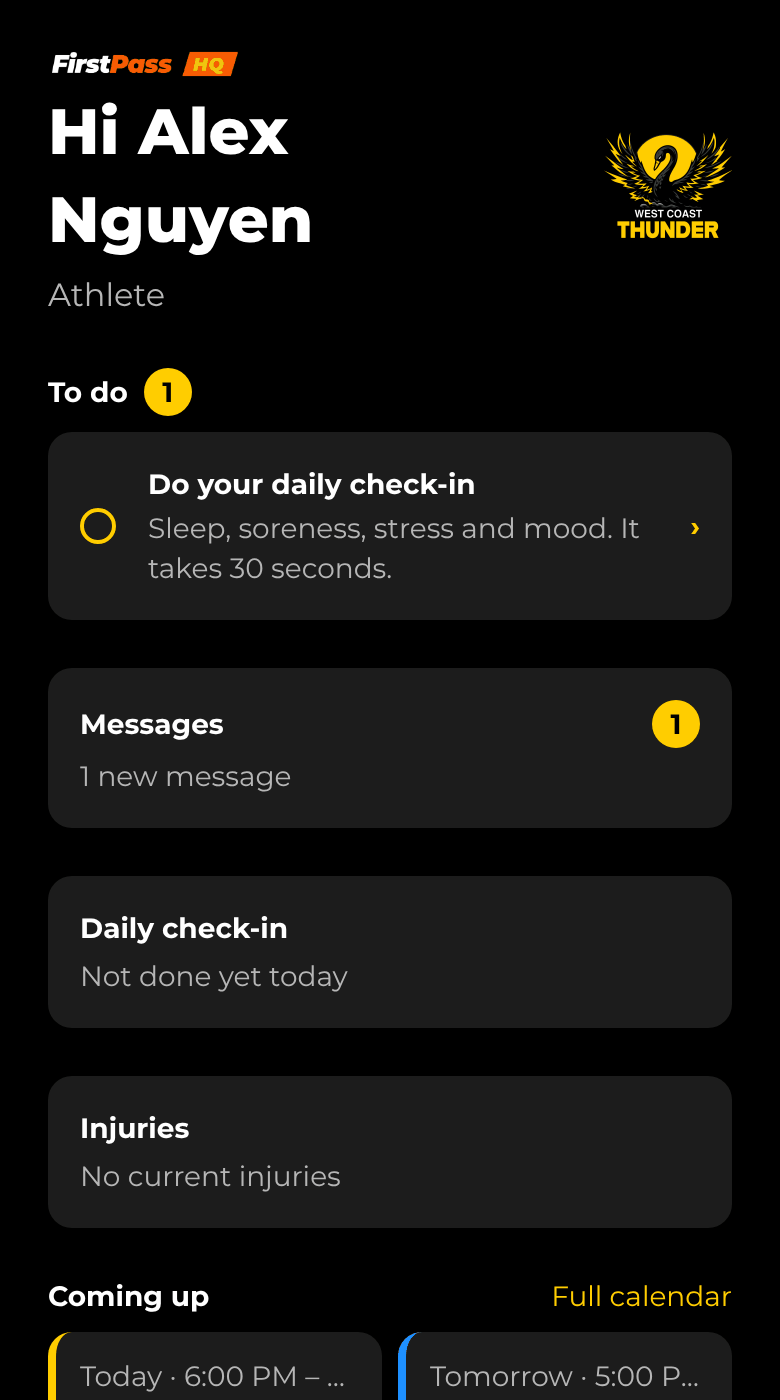 FirstPass HQ
Hi Alex
Nguyen
WEST COAST
THUNDER
Athlete
To do 1
Do your daily check-in
Sleep, soreness, stress and mood. It
takes 30 seconds.
›
Messages 1
1 new message
Daily check-in
Not done yet today
Injuries
No current injuries
Coming up Full calendar
Today · 6:00 PM – ...
Tomorrow · 5:00 P...